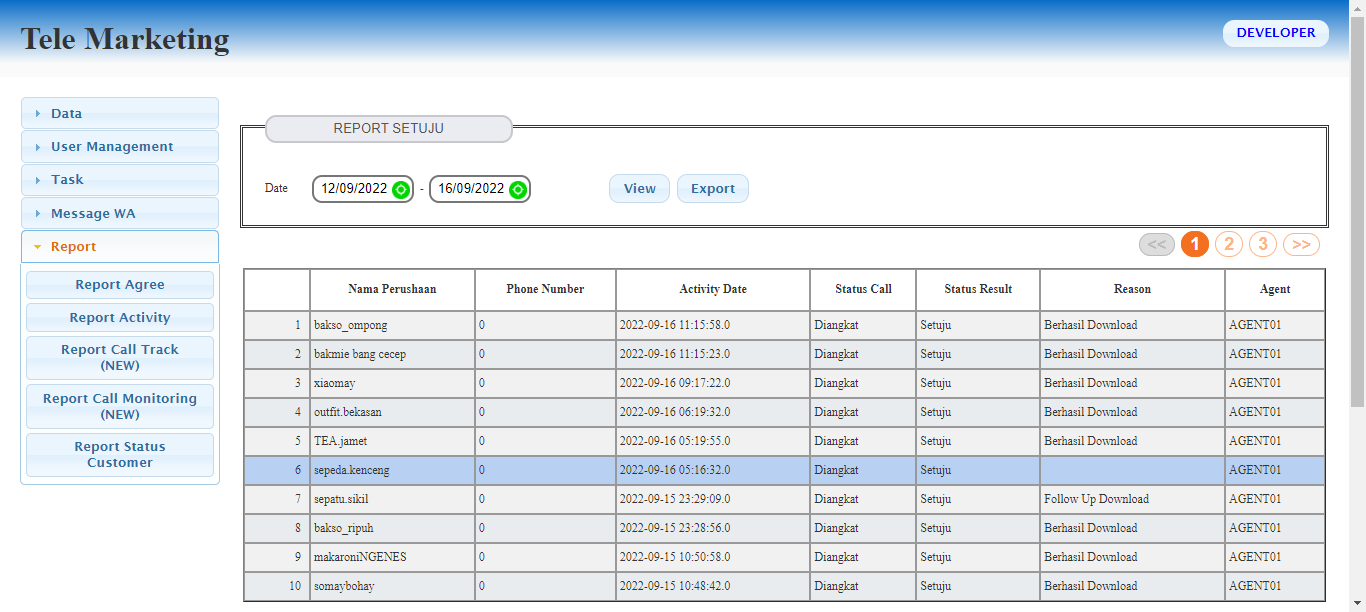 Tele Marketing
DEVELOPER
Data
User Management
Task
Message WA
Report
Report Agree
Report Activity
Report Call Track
(NEW)
Report Call Monitoring
(NEW)
Report Status
Customer
REPORT SETUJU
Date 12/09/2022 - 16/09/2022 View Export
<< 1 2 3 >>
Nama Perushaan Phone Number Activity Date Status Call Status Result Reason Agent
1 bakso_ompong 0 2022-09-16 11:15:58.0 Diangkat Setuju Berhasil Download AGENT01
2 bakmie bang cecep 0 2022-09-16 11:15:23.0 Diangkat Setuju Berhasil Download AGENT01
3 xiaomay 0 2022-09-16 09:17:22.0 Diangkat Setuju Berhasil Download AGENT01
4 outfit.bekasan 0 2022-09-16 06:19:32.0 Diangkat Setuju Berhasil Download AGENT01
5 TEA.jamet 0 2022-09-16 05:19:55.0 Diangkat Setuju Berhasil Download AGENT01
6 sepeda.kenceng 0 2022-09-16 05:16:32.0 Diangkat Setuju AGENT01
7 sepatu.sikil 0 2022-09-15 23:29:09.0 Diangkat Setuju Follow Up Download AGENT01
8 bakso_ripuh 0 2022-09-15 23:28:56.0 Diangkat Setuju Berhasil Download AGENT01
9 makaroniNGENES 0 2022-09-15 10:50:58.0 Diangkat Setuju Berhasil Download AGENT01
10 somaybohay 0 2022-09-15 10:48:42.0 Diangkat Setuju Berhasil Download AGENT01